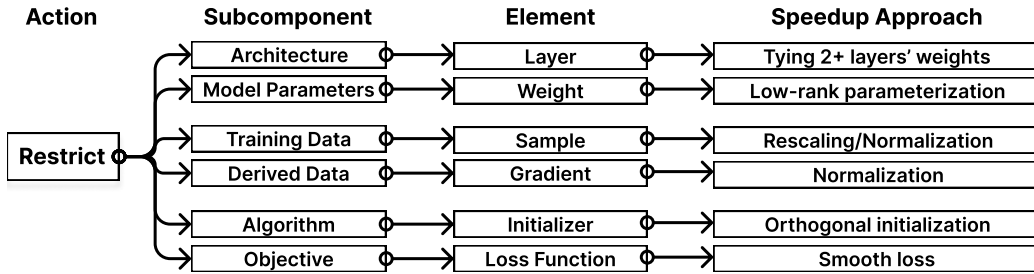 Action Subcomponent Element Speedup Approach
Architecture Layer Tying 2+ layers' weights
Model Parameters Weight Low-rank parameterization
Restrict
Training Data Sample Rescaling/Normalization
Derived Data Gradient Normalization
Algorithm Initializer Orthogonal initialization
Objective Loss Function Smooth loss